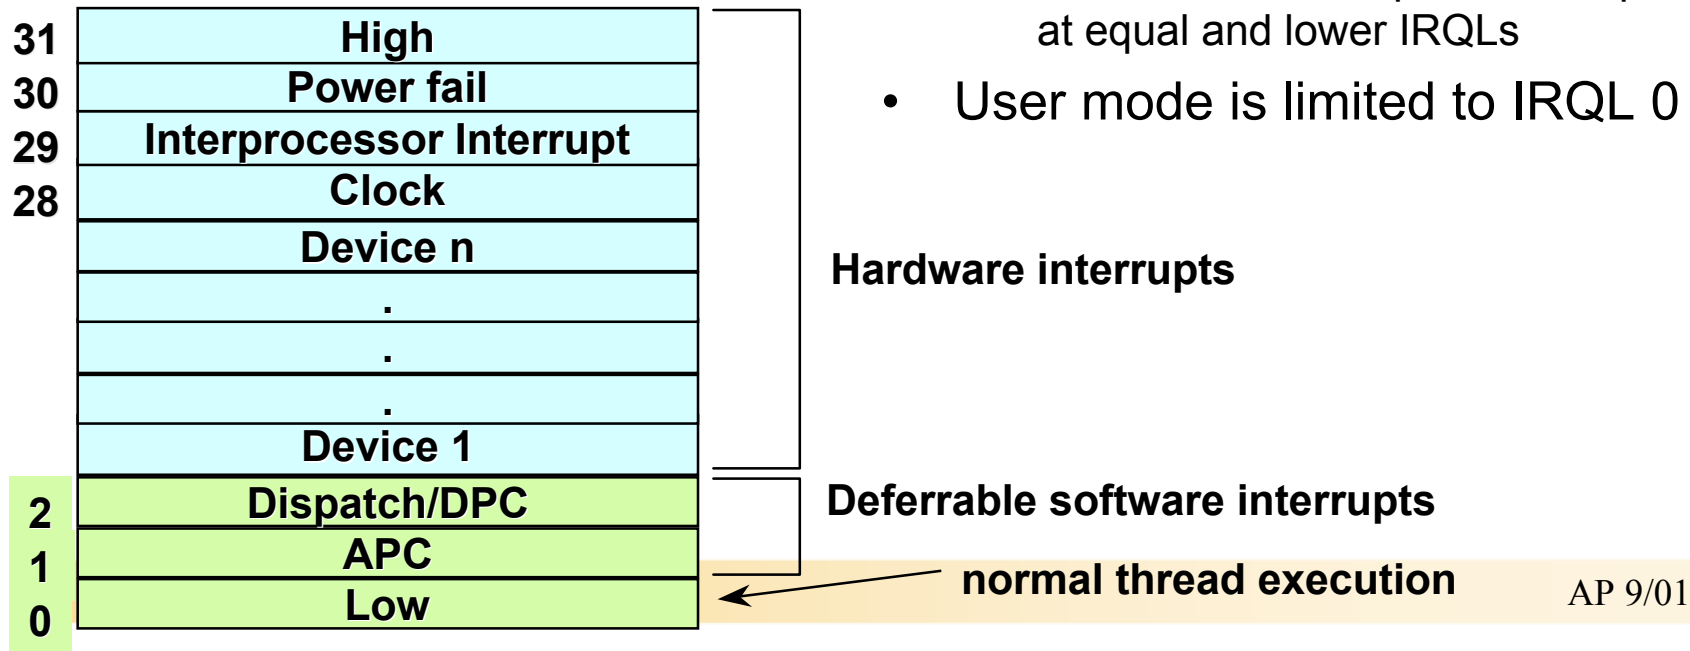 at equal and lower IRQLs
• User mode is limited to IRQL 0
31 High
30 Power fail
29 Interprocessor Interrupt
28 Clock
Device n
.
.
.
Device 1
Hardware interrupts
2 Dispatch/DPC
Deferrable software interrupts
1 APC
0 Low
normal thread execution
AP 9/01